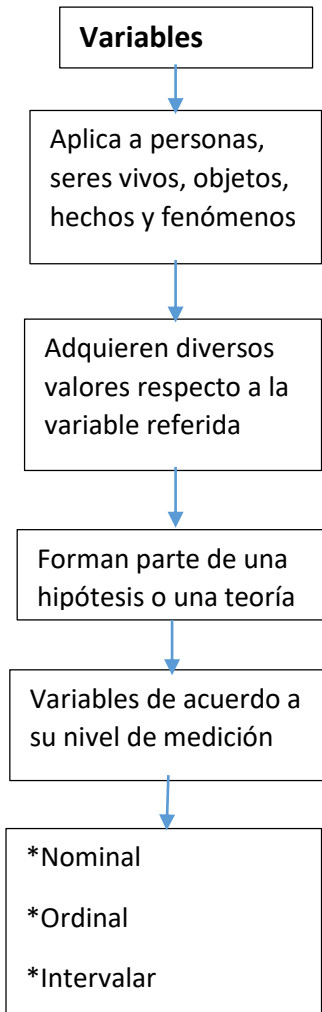 Variables
Aplica a personas,
seres vivos, objetos,
hechos y fenómenos
Adquieren diversos
valores respecto a la
variable referida
Forman parte de una
hipótesis o una teoría
Variables de acuerdo a
su nivel de medición
*Nominal
*Ordinal
*Intervalar